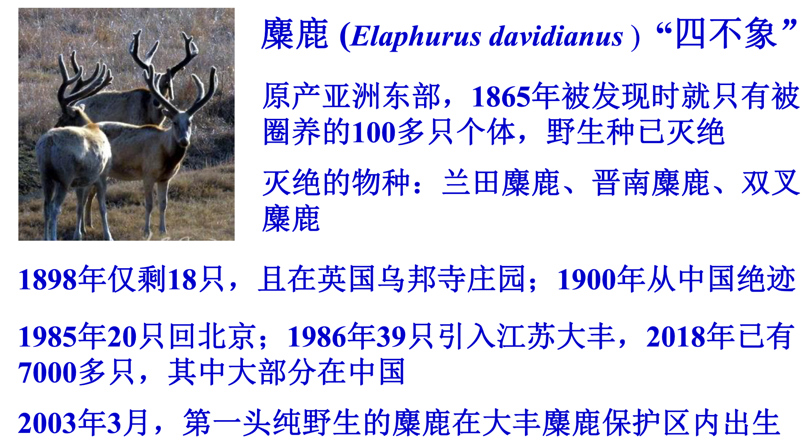 麋鹿 (Elaphurus davidianus ) “四不象”
原产亚洲东部，1865年被发现时就只有被
圈养的100多只个体，野生种已灭绝
灭绝的物种：兰田麋鹿、晋南麋鹿、双叉
麋鹿
1898年仅剩18只，且在英国乌邦寺庄园；1900年从中国绝迹
1985年20只回北京；1986年39只引入江苏大丰，2018年已有
7000多只，其中大部分在中国
2003年3月，第一头纯野生的麋鹿在大丰麋鹿保护区内出生